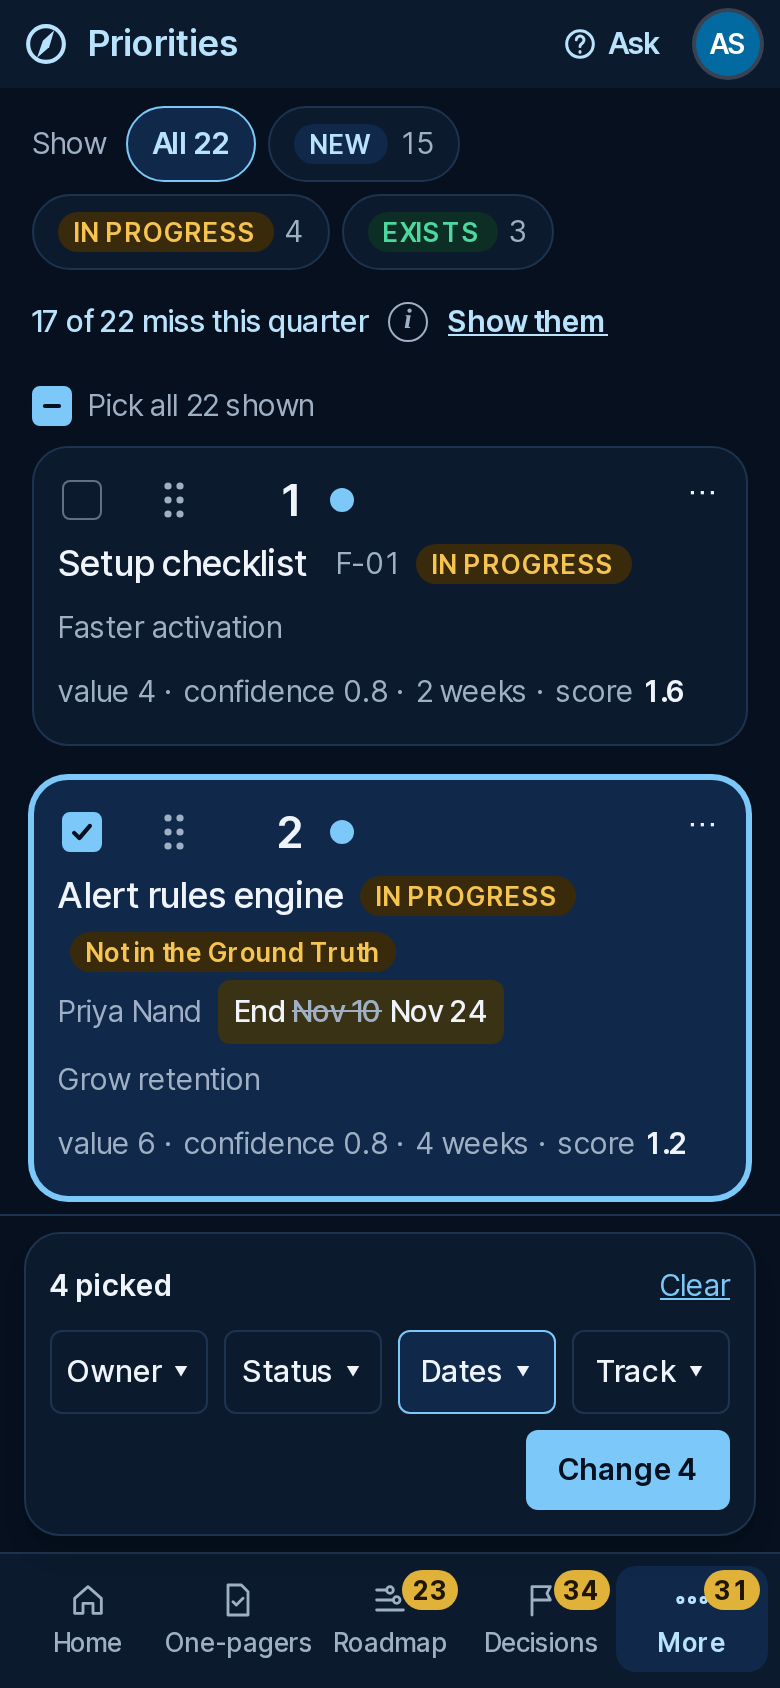 Priorities Ask AS
Show All 22 NEW 15
IN PROGRESS 4 EXISTS 3
17 of 22 miss this quarter i Show them
Pick all 22 shown
1 ...
Setup checklist F-01 IN PROGRESS
Faster activation
value 4 · confidence 0.8 · 2 weeks · score 1.6
2 ...
Alert rules engine IN PROGRESS
Not in the Ground Truth
Priya Nand End Nov 10 Nov 24
Grow retention
value 6 · confidence 0.8 · 4 weeks · score 1.2
4 picked Clear
Owner Status Dates Track
Change 4
23 34 31
Home One-pagers Roadmap Decisions More